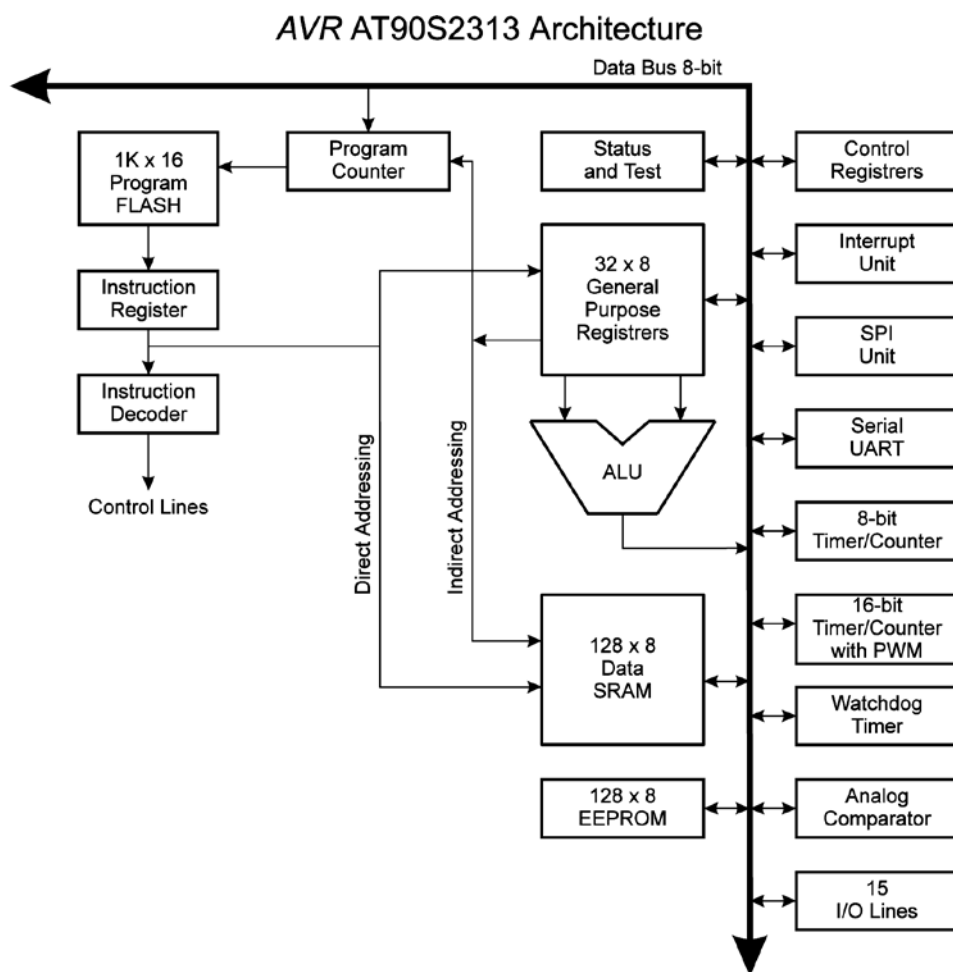 AVR AT90S2313 Architecture
Data Bus 8-bit
1K x 16
Program
FLASH
Program
Counter
Status
and Test
Control
Registrers
Instruction
Register
32 x 8
General
Purpose
Registrers
Interrupt
Unit
SPI
Unit
Instruction
Decoder
Control Lines
Direct Addressing
Indirect Addressing
ALU
Serial
UART
8-bit
Timer/Counter
128 x 8
Data
SRAM
16-bit
Timer/Counter
with PWM
Watchdog
Timer
128 x 8
EEPROM
Analog
Comparator
15
I/O Lines